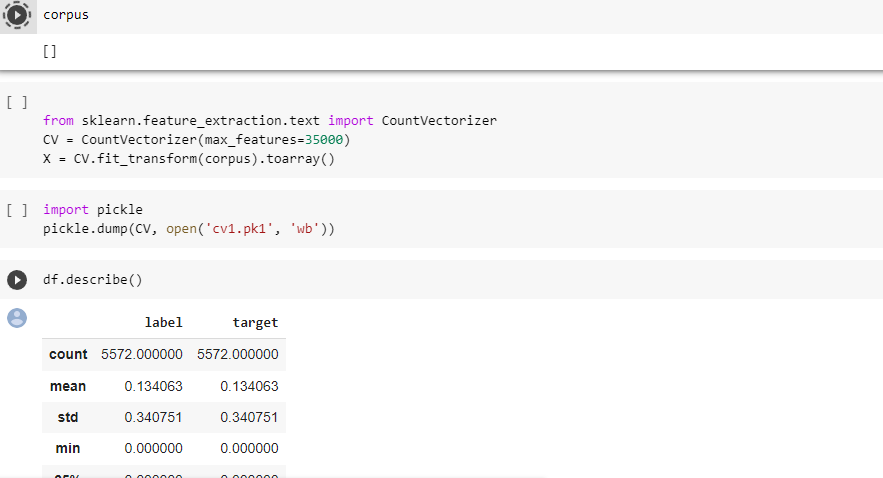 corpus
[]
[ ]
from sklearn.feature_extraction.text import CountVectorizer
CV = CountVectorizer(max_features=35000)
X = CV.fit_transform(corpus).toarray()
[ ] import pickle
pickle.dump(CV, open('cv1.pk1', 'wb'))
df.describe()
label target
count 5572.000000 5572.000000
mean 0.134063 0.134063
std 0.340751 0.340751
min 0.000000 0.000000